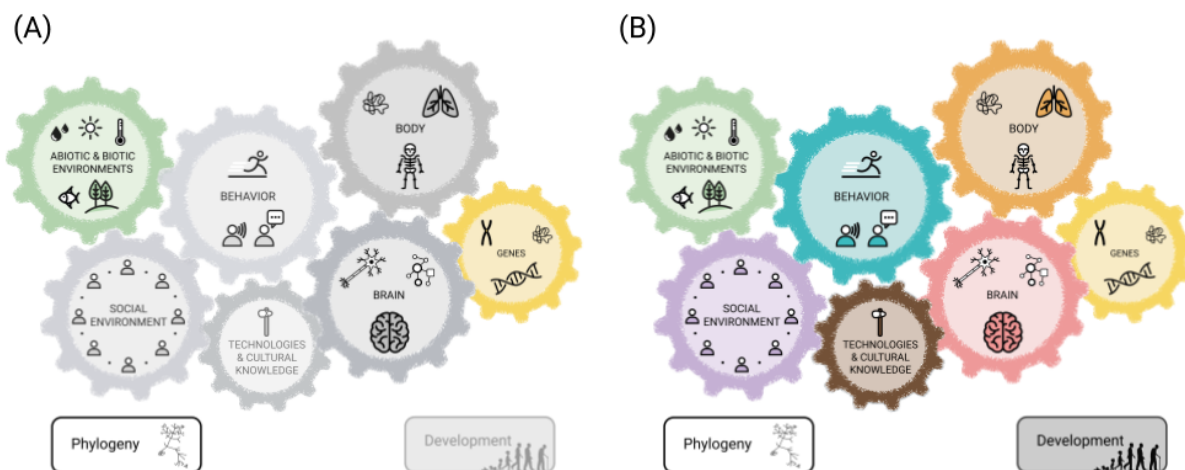 (A)
ABIOTIC & BIOTIC
ENVIRONMENTS
BEHAVIOR
BODY
GENES
BRAIN
SOCIAL
ENVIRONMENT
TECHNOLOGIES
& CULTURAL
KNOWLEDGE
Phylogeny
Development
(B)
ABIOTIC & BIOTIC
ENVIRONMENTS
BEHAVIOR
BODY
GENES
BRAIN
SOCIAL
ENVIRONMENT
TECHNOLOGIES
& CULTURAL
KNOWLEDGE
Phylogeny
Development